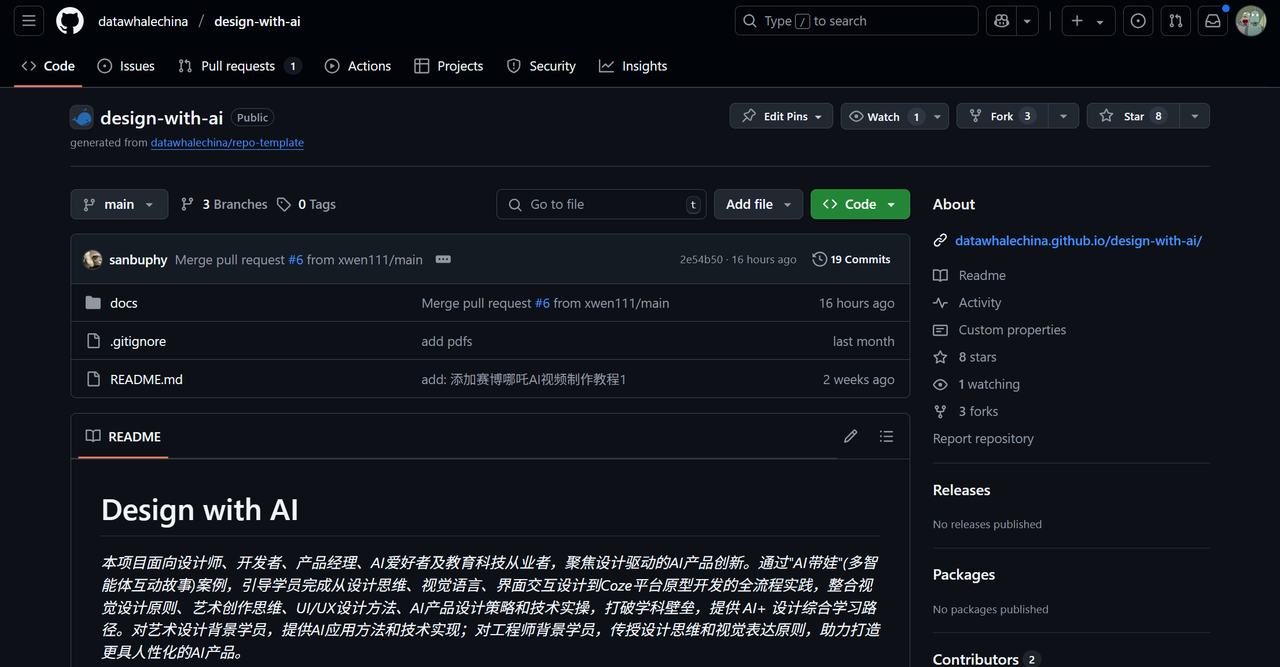 datawhalechina / design-with-ai
Type / to search
Code
Issues
Pull requests 1
Actions
Projects
Security
Insights
design-with-ai Public
generated from datawhalechina/repo-template
Edit Pins
Watch 1
Fork 3
Star 8
main
3 Branches
0 Tags
Go to file t
Add file
Code
sanbuphy Merge pull request #6 from xwen111/main
2e54b50 · 16 hours ago
19 Commits
docs Merge pull request #6 from xwen111/main 16 hours ago
.gitignore add pdfs last month
README.md add: 添加赛博哪吒AI视频制作教程1 2 weeks ago
README
Design with AI
本项目面向设计师、开发者、产品经理、AI爱好者及教育科技从业者，聚焦设计驱动的AI产品创新。通过"AI带娃"(多智
能体互动故事)案例，引导学员完成从设计思维、视觉语言、界面交互设计到Coze平台原型开发的全流程实践，整合视
觉设计原则、艺术创作思维、UI/UX设计方法、AI产品设计策略和技术实操，打破学科壁垒，提供 AI+ 设计综合学习路
径。对艺术设计背景学员，提供AI应用方法和技术实现；对工程师背景学员，传授设计思维和视觉表达原则，助力打造
更具人性化的AI产品。
About
datawhalechina.github.io/design-with-ai/
Readme
Activity
Custom properties
8 stars
1 watching
3 forks
Report repository
Releases
No releases published
Packages
No packages published
Contributors 2